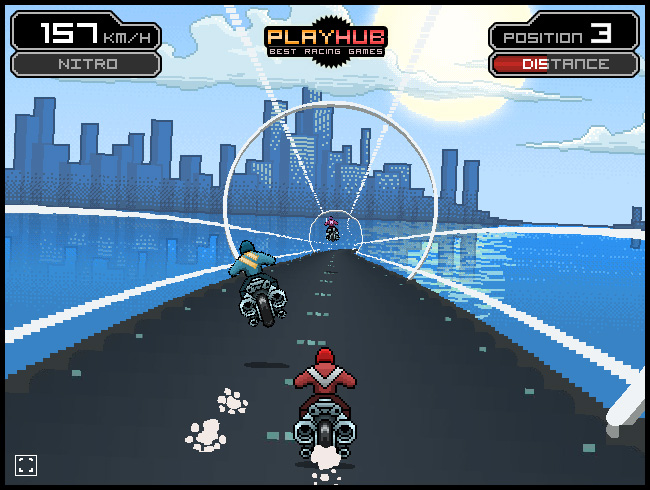 157 KM/H
NITRO
PLAYHUB
BEST RACING GAMES
POSITION 3
DISTANCE